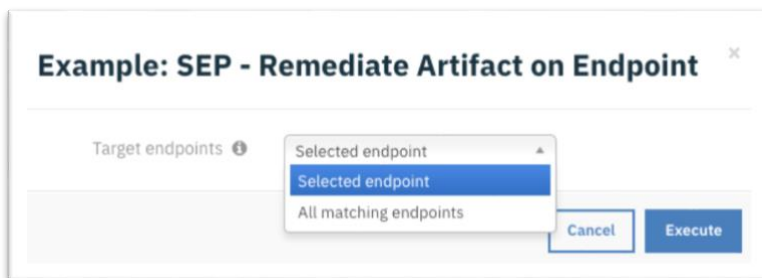 Example: SEP - Remediate Artifact on Endpoint ×
Target endpoints Selected endpoint
Selected endpoint
All matching endpoints
Cancel Execute